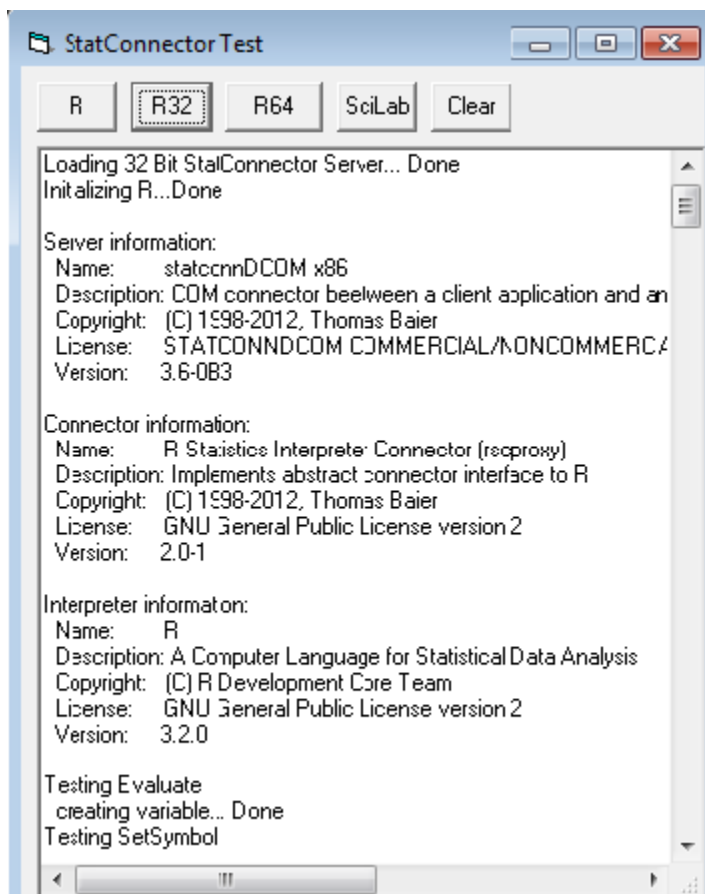 StatConnector Test
R R32 R64 SciLab Clear
Loading 32 Bit StatConnector Server... Done
Initalizing R...Done
Server information:
Name: statconnDCOM x86
Description: COM connector beetween a client application and an
Copyright: (C) 1998-2012, Thomas Baier
License: STATCONNDCOM COMMERCIAL/NONCOMMERCA
Version: 3.6-0B3
Connector information:
Name: R Statistics Interpreter Connector (rscproxy)
Description: Implements abstract connector interface to R
Copyright: (C) 1998-2012, Thomas Baier
License: GNU General Public License version 2
Version: 2.0-1
Interpreter information:
Name: R
Description: A Computer Language for Statistical Data Analysis
Copyright: (C) R Development Core Team
License: GNU General Public License version 2
Version: 3.2.0
Testing Evaluate
creating variable... Done
Testing SetSymbol